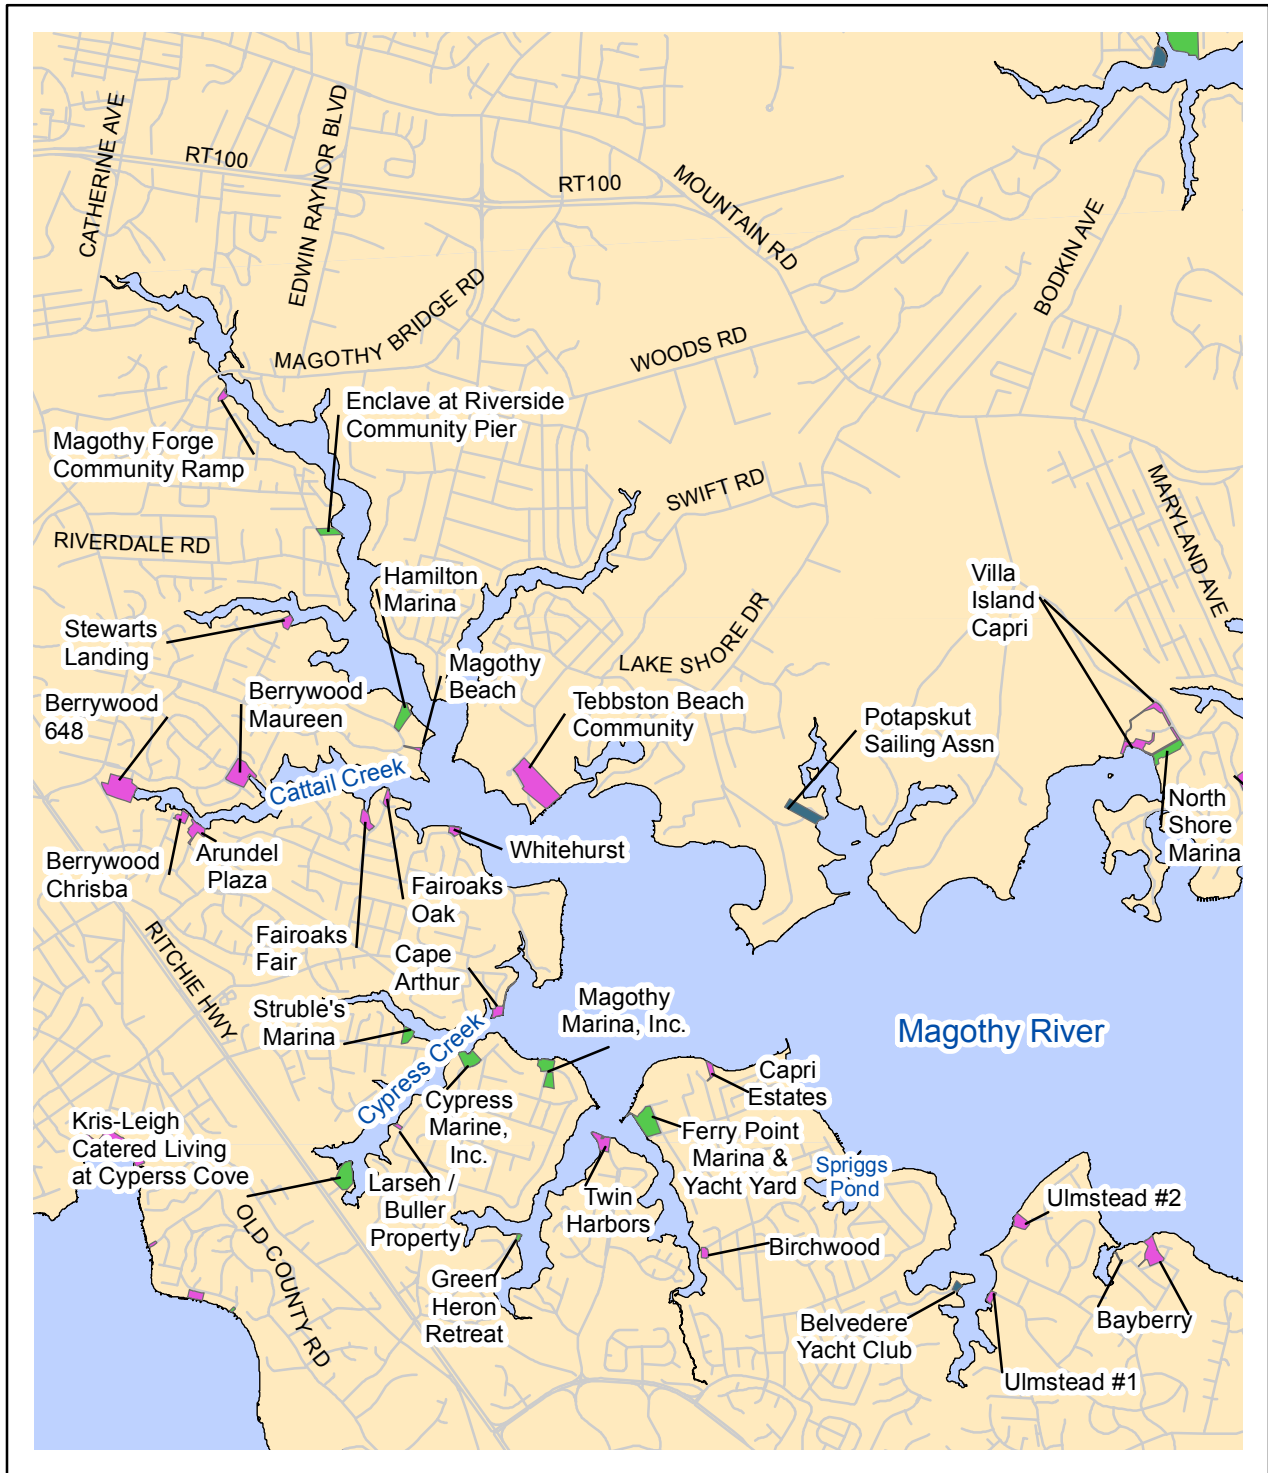 CATHERINE AVE
RT100
EDWIN RAYNOR BLVD
RT100
MOUNTAIN RD
BODKIN AVE
MAGOTHY BRIDGE RD
WOODS RD
Enclave at Riverside
Community Pier
Magothy Forge
Community Ramp
SWIFT RD
MARYLAND AVE
RIVERDALE RD
Hamilton
Marina
Villa
Island
Capri
Stewarts
Landing
LAKE SHORE DR
Magothy
Beach
Berrywood
648
Berrywood
Maureen
Tebbston Beach
Community
Potapskut
Sailing Assn
Cattail Creek
North
Shore
Marina
Berrywood
Chrisba
Arundel
Plaza
Whitehurst
Fairoaks
Oak
Fairoaks
Fair
RITCHIE HWY
Cape
Arthur
Struble's
Marina
Magothy
Marina, Inc.
Magothy River
Cypress Creek
Capri
Estates
Kris-Leigh
Catered Living
at Cyperss Cove
Cypress
Marine,
Inc.
Ferry Point
Marina &
Yacht Yard
Spriggs
Pond
Larsen /
Buller
Property
Twin
Harbors
Ulmstead #2
OLD COUNTY RD
Birchwood
Green
Heron
Retreat
Belvedere
Yacht Club
Bayberry
Ulmstead #1